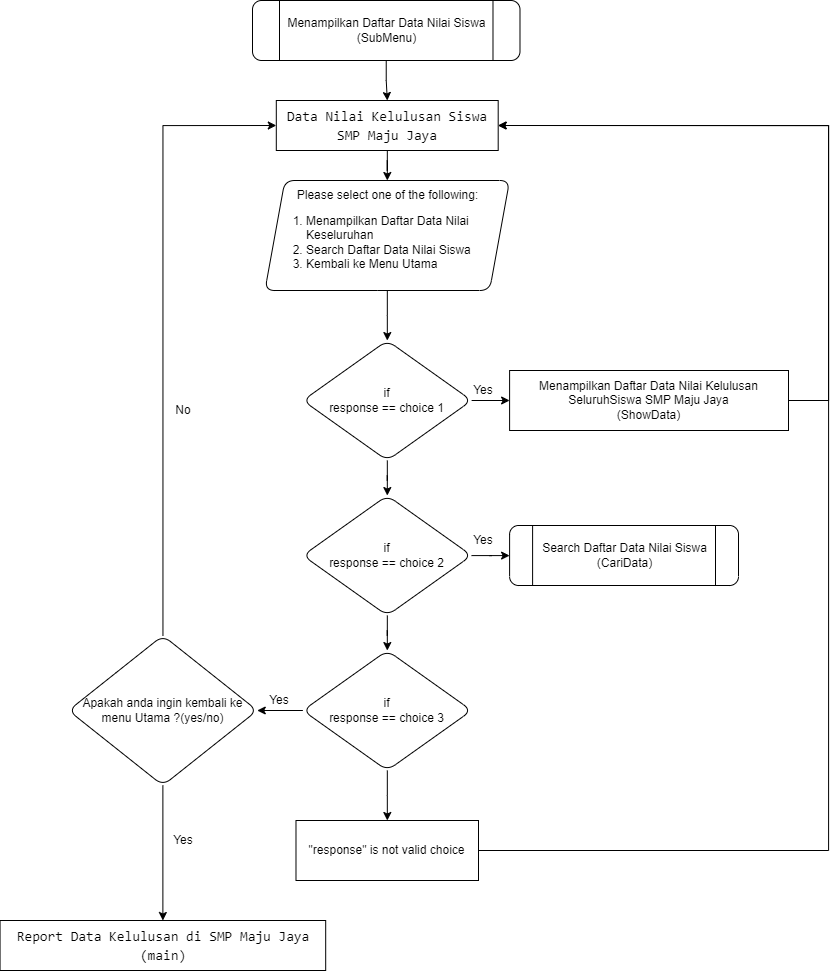 Menampilkan Daftar Data Nilai Siswa
(SubMenu)
Data Nilai Kelulusan Siswa
SMP Maju Jaya
Please select one of the following:
1. Menampilkan Daftar Data Nilai
Keseluruhan
2. Search Daftar Data Nilai Siswa
3. Kembali ke Menu Utama
if
response == choice 1
Yes
Menampilkan Daftar Data Nilai Kelulusan
SeluruhSiswa SMP Maju Jaya
(ShowData)
No
if
response == choice 2
Yes
Search Daftar Data Nilai Siswa
(CariData)
if
response == choice 3
Yes
Apakah anda ingin kembali ke
menu Utama ?(yes/no)
Yes
"response" is not valid choice
Report Data Kelulusan di SMP Maju Jaya
(main)